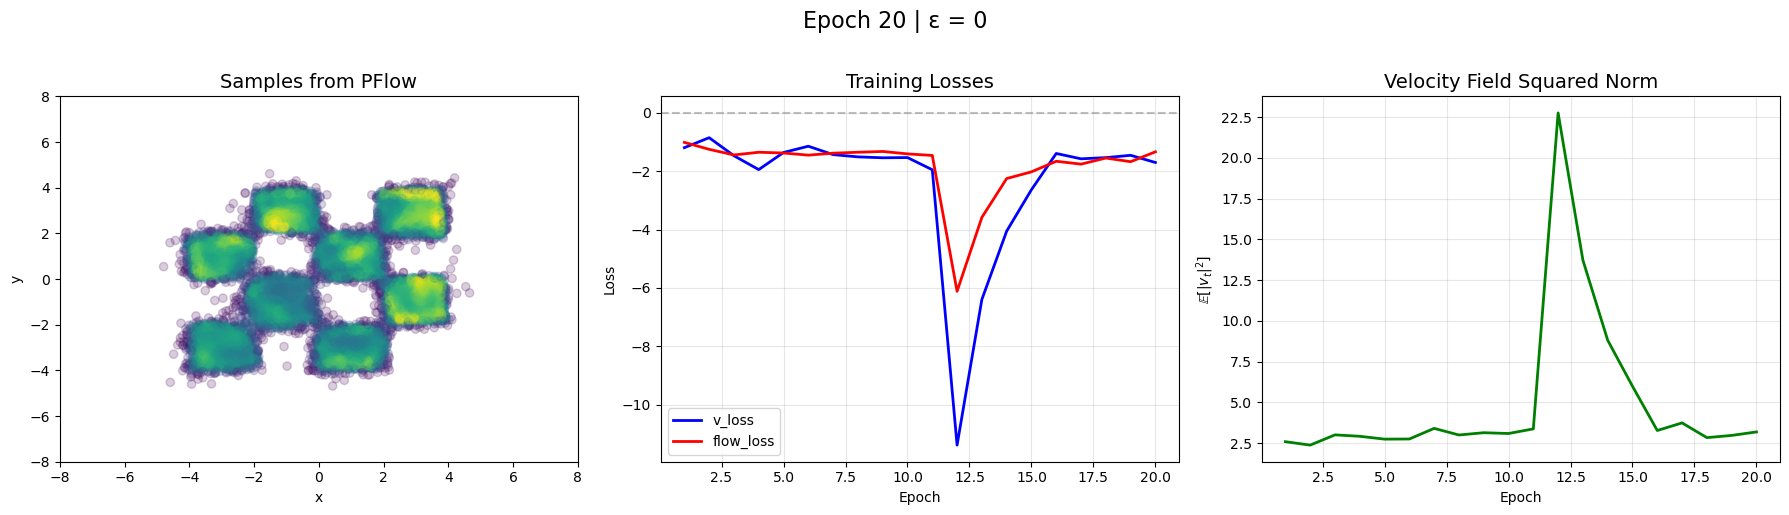 Epoch 20 | ε = 0
Samples from PFlow
y
8
6
4
2
0
−2
−4
−6
−8
−8 −6 −4 −2 0 2 4 6 8
x
Training Losses
Loss
0
−2
−4
−6
−8
−10
v_loss
flow_loss
2.5 5.0 7.5 10.0 12.5 15.0 17.5 20.0
Epoch
Velocity Field Squared Norm
𝔼[|v_t|²]
22.5
20.0
17.5
15.0
12.5
10.0
7.5
5.0
2.5
2.5 5.0 7.5 10.0 12.5 15.0 17.5 20.0
Epoch